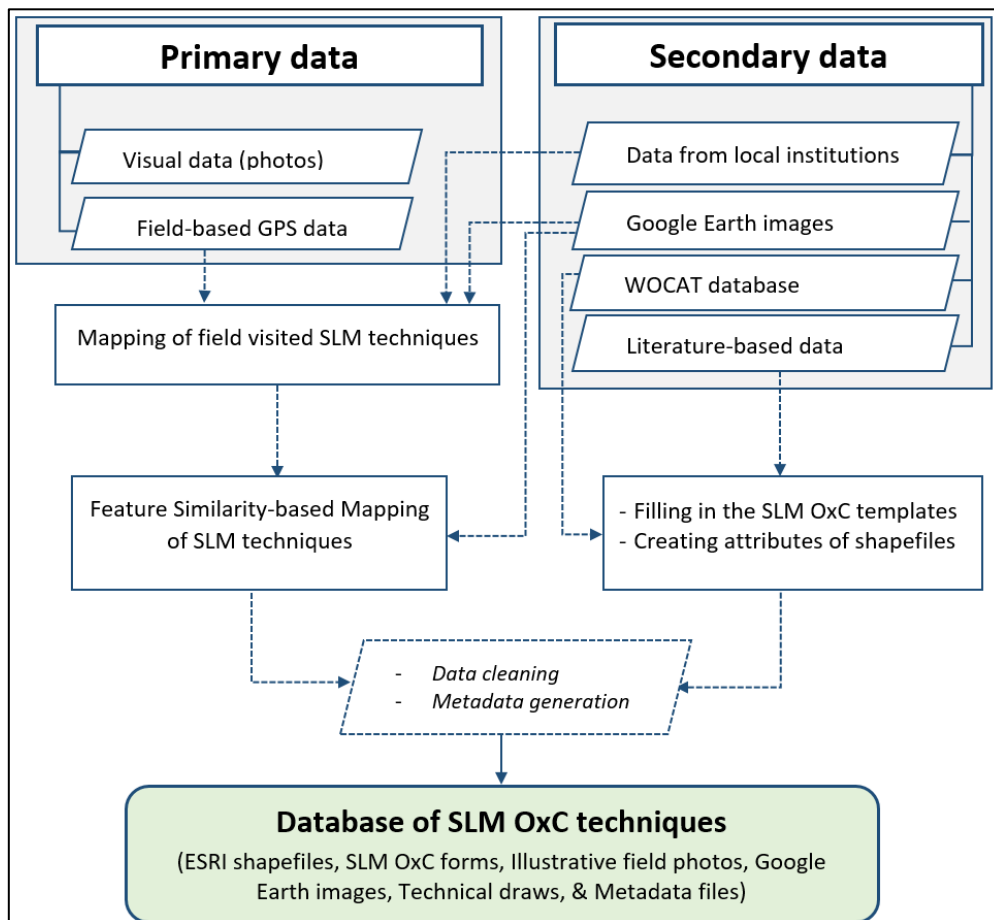 Primary data
Visual data (photos)
Field-based GPS data
Secondary data
Data from local institutions
Google Earth images
WOCAT database
Literature-based data
Mapping of field visited SLM techniques
Feature Similarity-based Mapping
of SLM techniques
- Filling in the SLM OxC templates
- Creating attributes of shapefiles
- Data cleaning
- Metadata generation
Database of SLM OxC techniques
(ESRI shapefiles, SLM OxC forms, Illustrative field photos, Google
Earth images, Technical draws, & Metadata files)